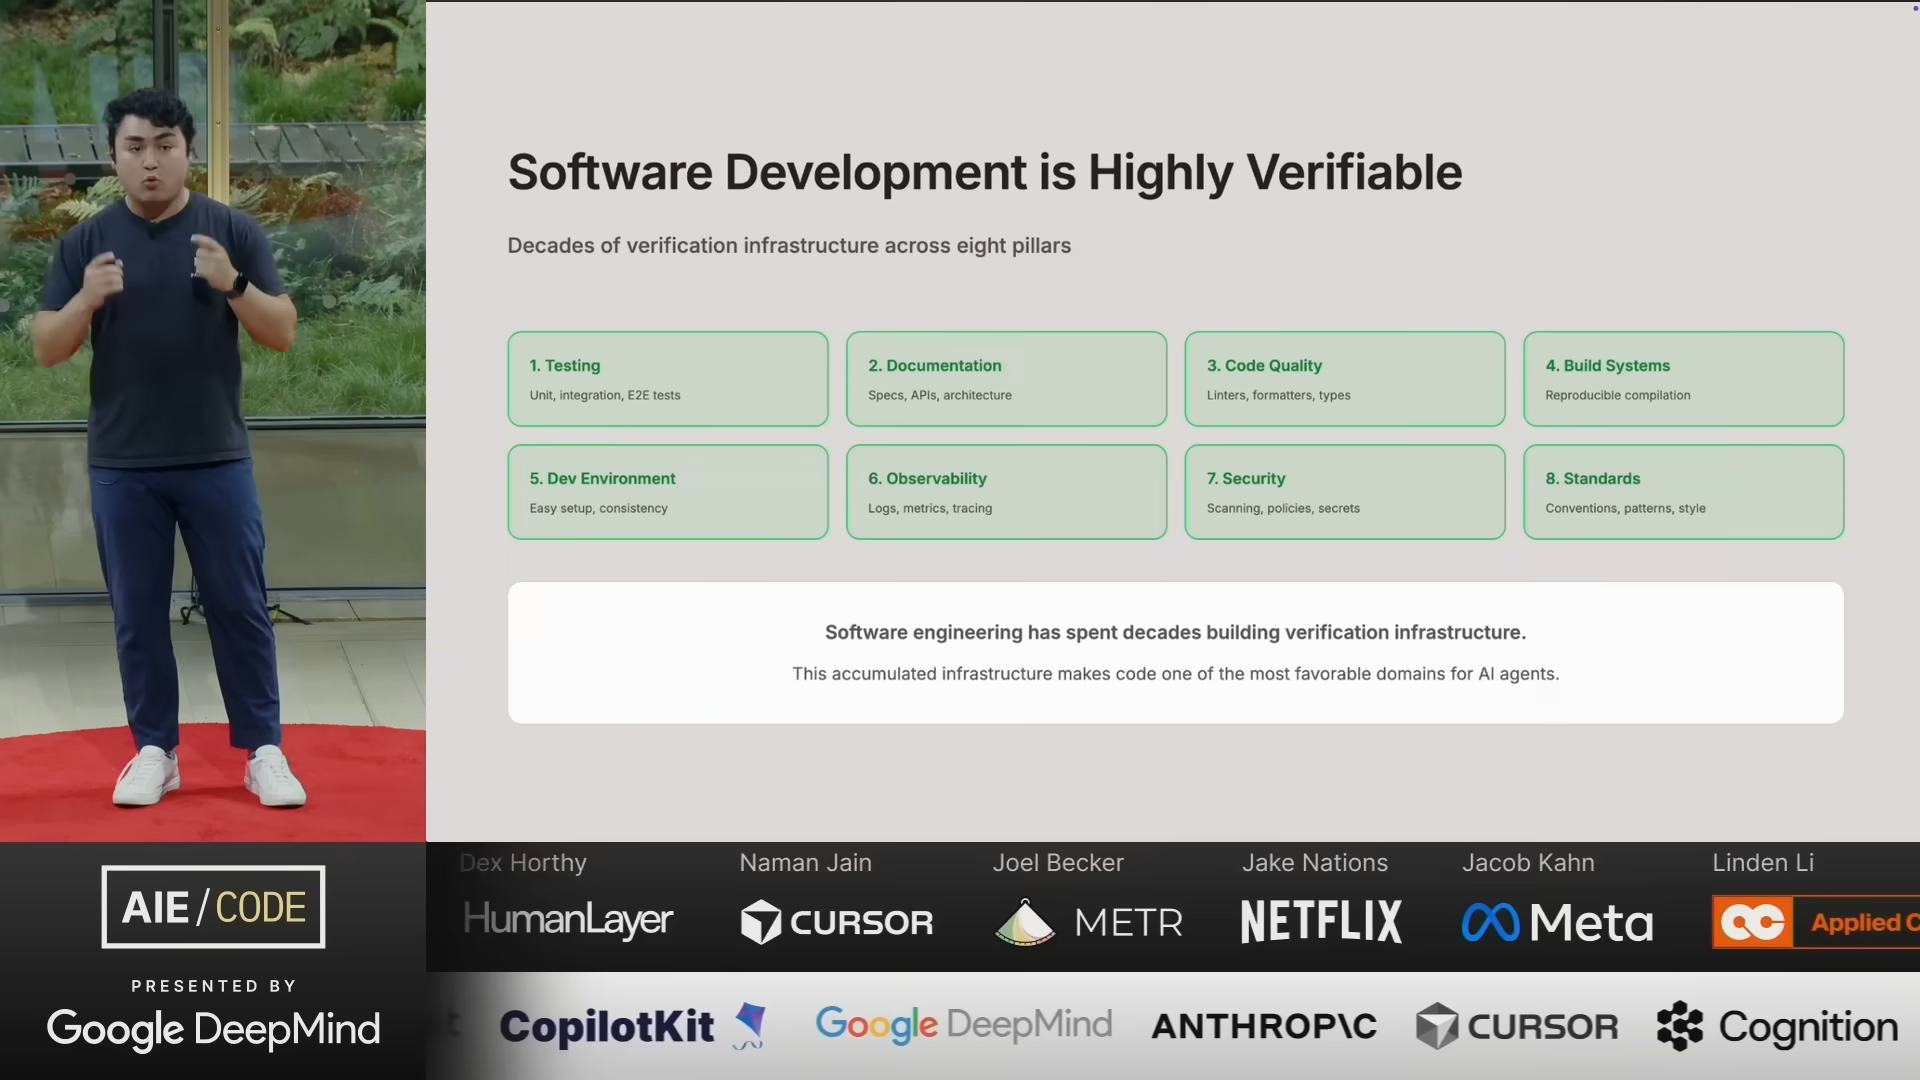 Software Development is Highly Verifiable
Decades of verification infrastructure across eight pillars
1. Testing
Unit, integration, E2E tests
2. Documentation
Specs, APIs, architecture
3. Code Quality
Linters, formatters, types
4. Build Systems
Reproducible compilation
5. Dev Environment
Easy setup, consistency
6. Observability
Logs, metrics, tracing
7. Security
Scanning, policies, secrets
8. Standards
Conventions, patterns, style
Software engineering has spent decades building verification infrastructure.
This accumulated infrastructure makes code one of the most favorable domains for AI agents.
AIE/CODE
PRESENTED BY
Google DeepMind
Dex Horthy
HumanLayer
Naman Jain
CURSOR
Joel Becker
METR
Jake Nations
NETFLIX
Jacob Kahn
Meta
Linden Li
Applied
CopilotKit
Google DeepMind
ANTHROP\C
CURSOR
Cognition